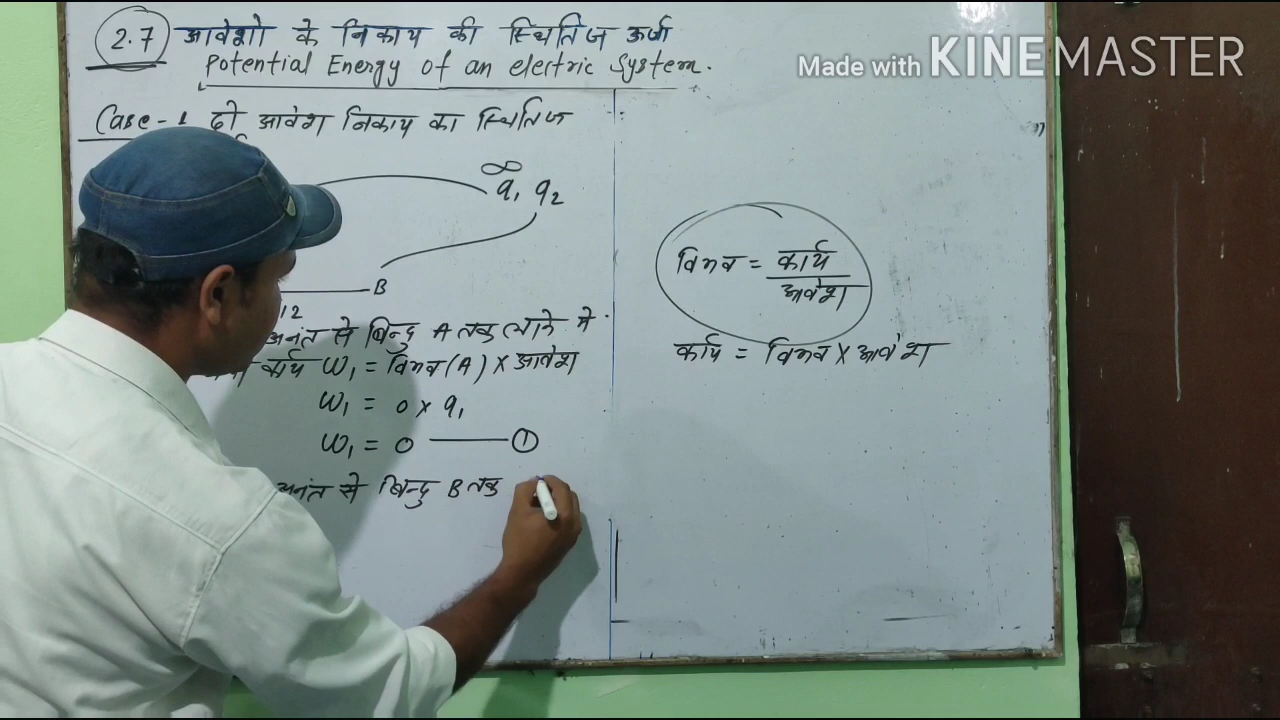 2.7 आवेशो के निकाय की स्थितिज ऊर्जा
Potential Energy of an electric System.
Made with KINEMASTER
Case - 1 दो आवेश निकाय का स्थितिज
∞
q₁ q₂
B
12
अनंत से बिन्दु A तक लाने मे
कार्य W₁ = विभव (A) × आवेश
W₁ = 0 × q₁
W₁ = 0 ①
अनंत से बिन्दु B तक
विभव = कार्य
आवेश
कार्य = विभव × आवेश